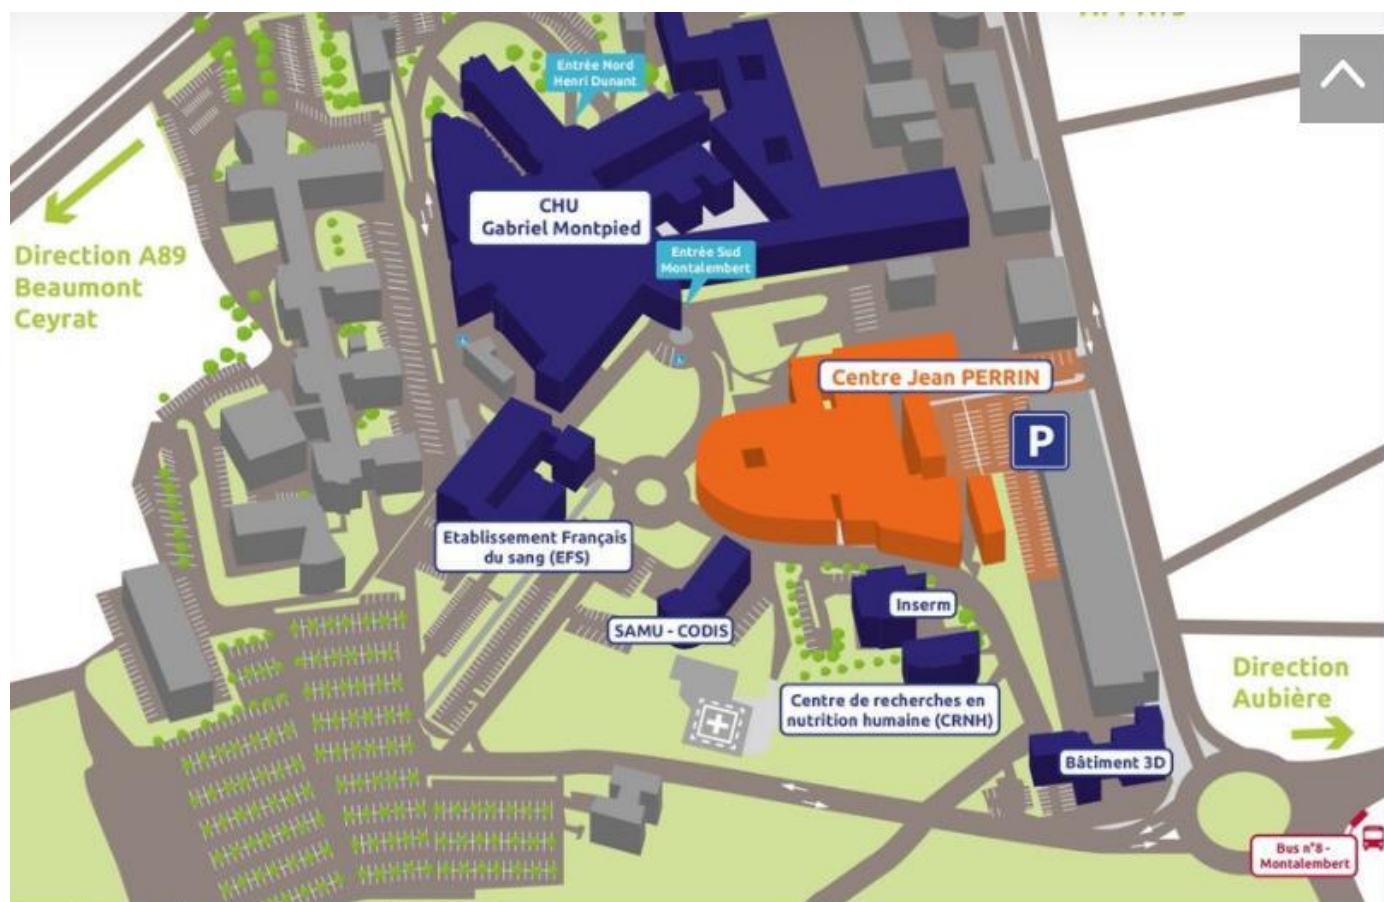 Entrée Nord
Henri Dunant
CHU
Gabriel Montpied
Entrée Sud
Montalembert
Direction A89
Beaumont
Ceyrat
Centre Jean PERRIN
P
Etablissement Français
du sang (EFS)
Inserm
SAMU - CODIS
Centre de recherches en
nutrition humaine (CRNH)
Direction
Aubière
Bâtiment 3D
Bus n°8 -
Montalembert